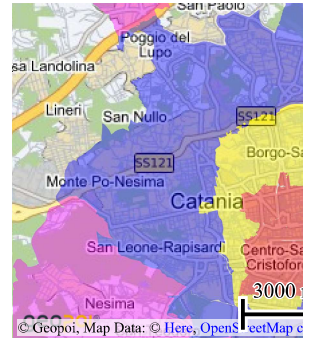 San Paolo
Poggio del
Lupo
sa Landolina
Lineri
San Nullo
SS121
Borgo-Sa
SS121
Monte Po-Nesima
Catania
San Leone-Rapisardi
Centro-Sa
Cristofor
3000
Nesima
© Geopoi, Map Data: © Here, OpenStreetMap c